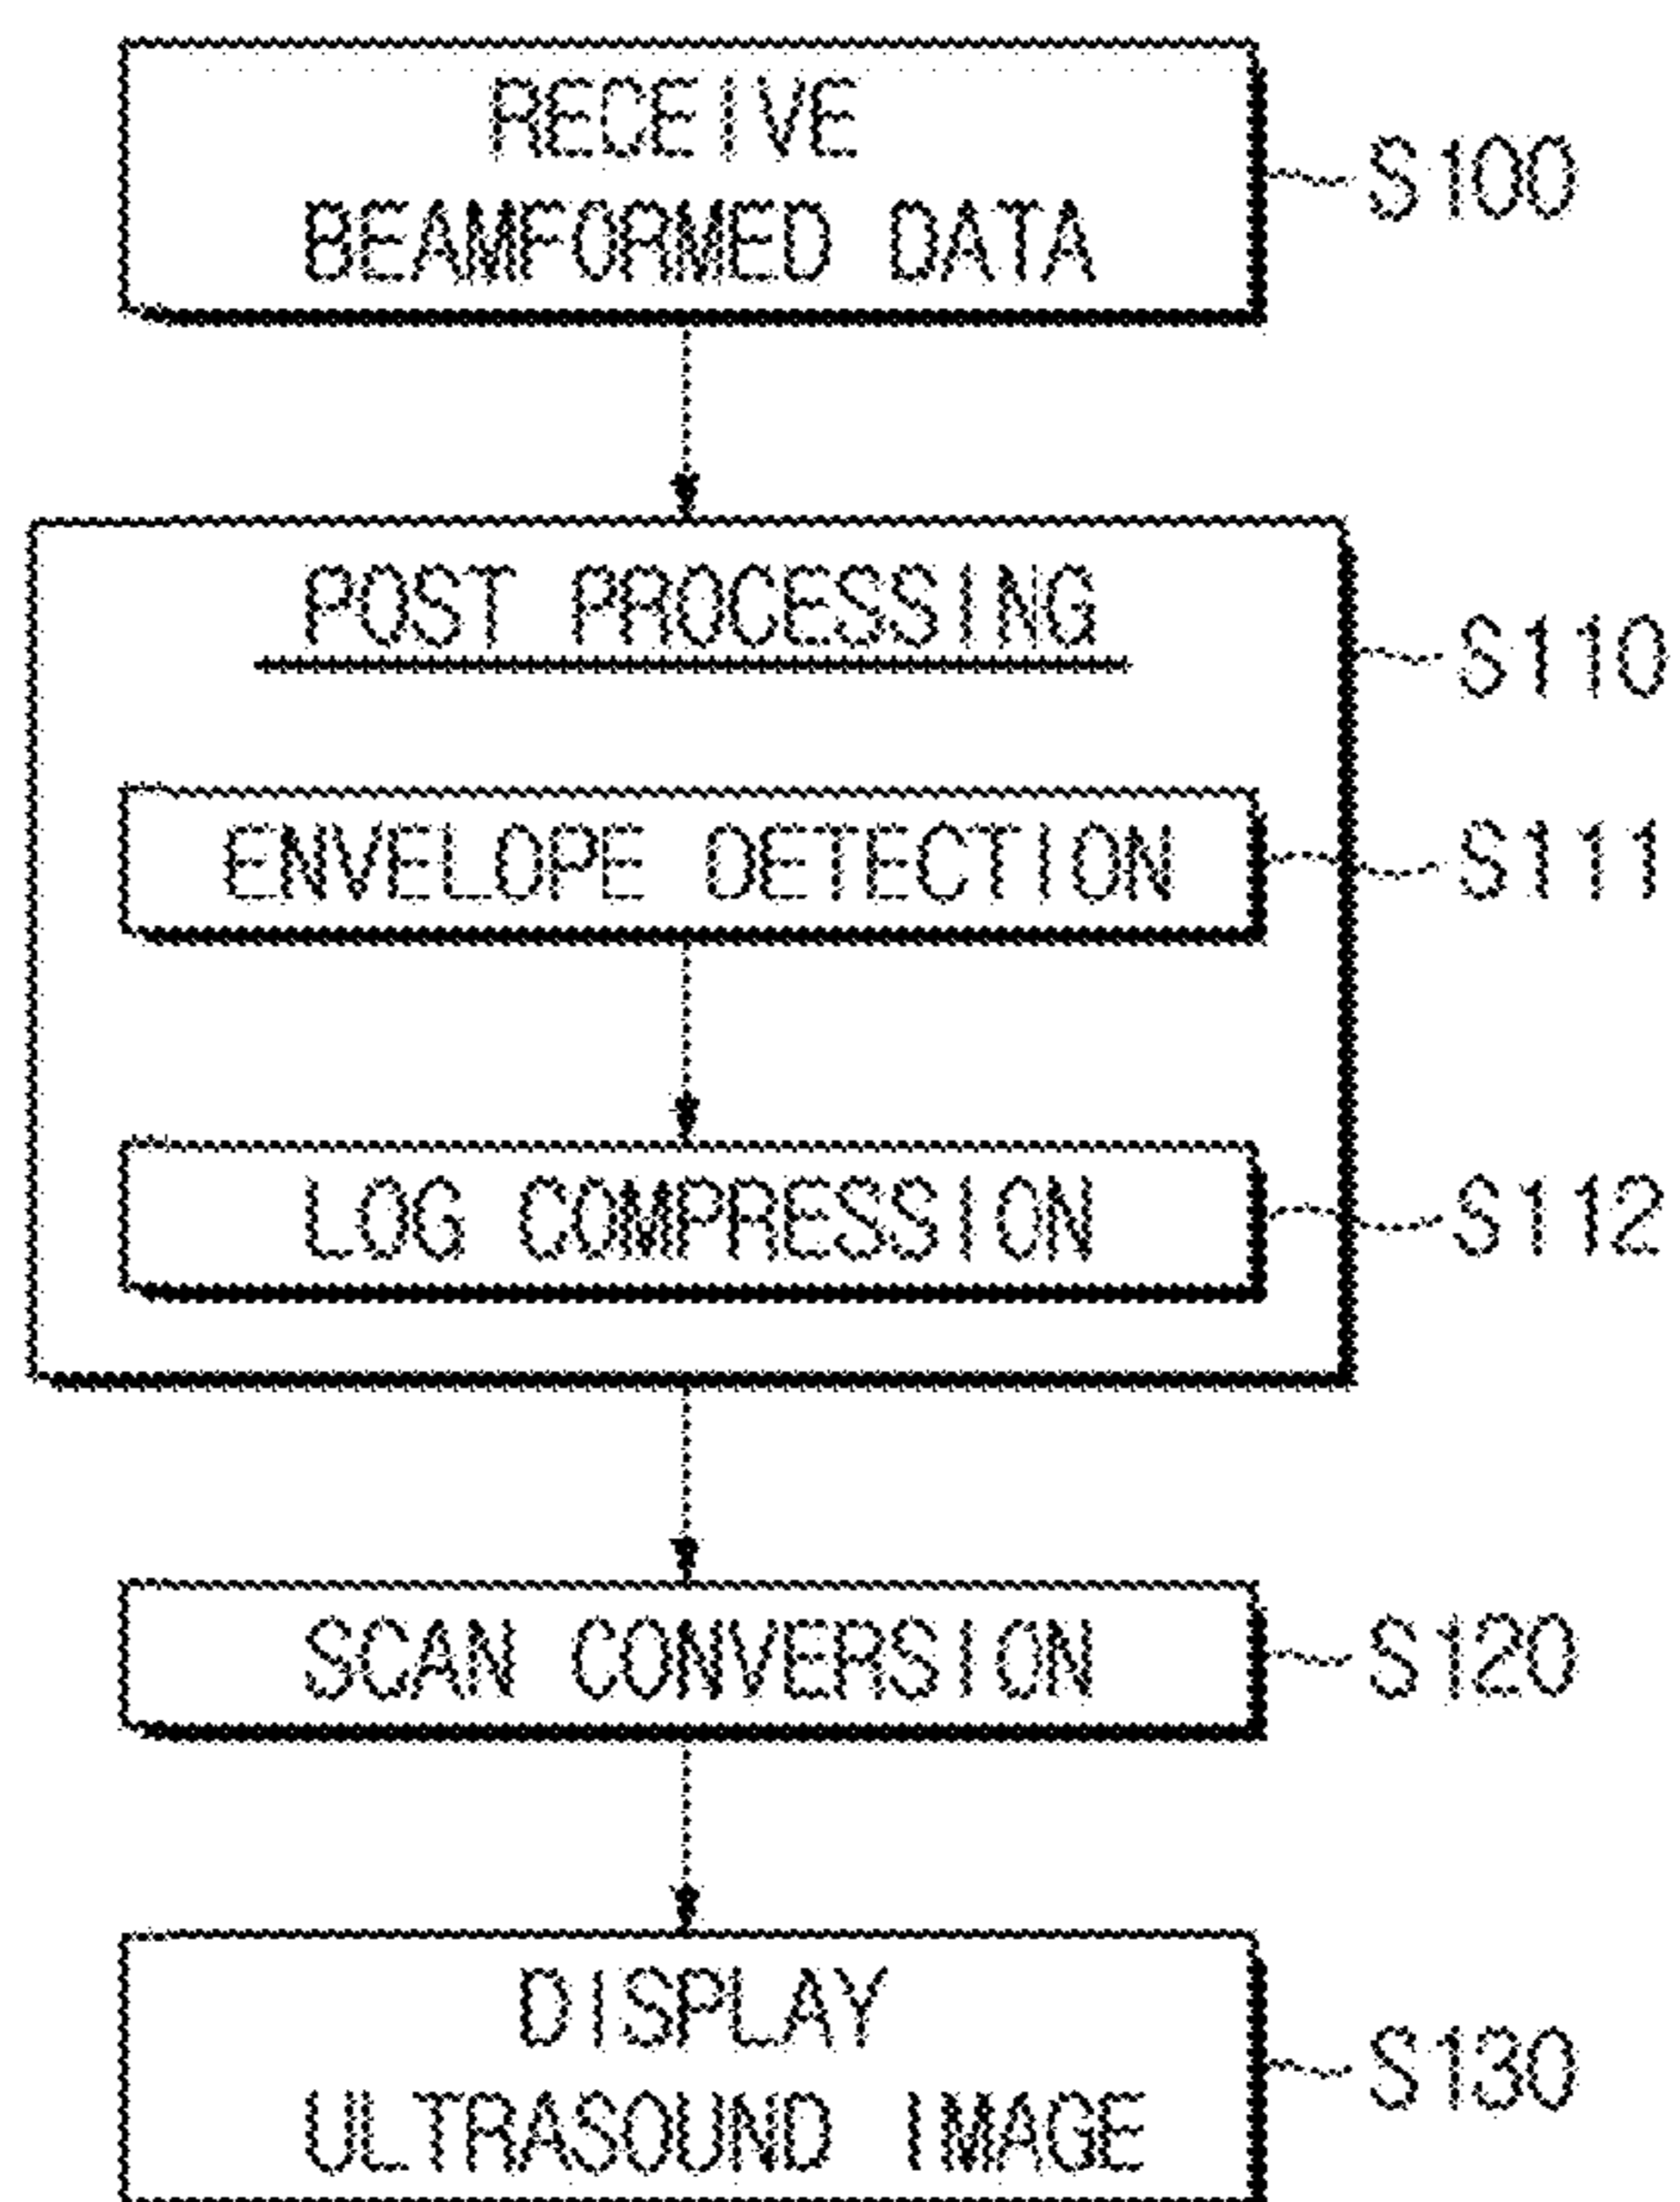 RECEIVE
BEAMFORMED DATA
S100
POST PROCESSING
S110
ENVELOPE DETECTION
S111
LOG COMPRESSION
S112
SCAN CONVERSION
S120
DISPLAY
ULTRASOUND IMAGE
S130